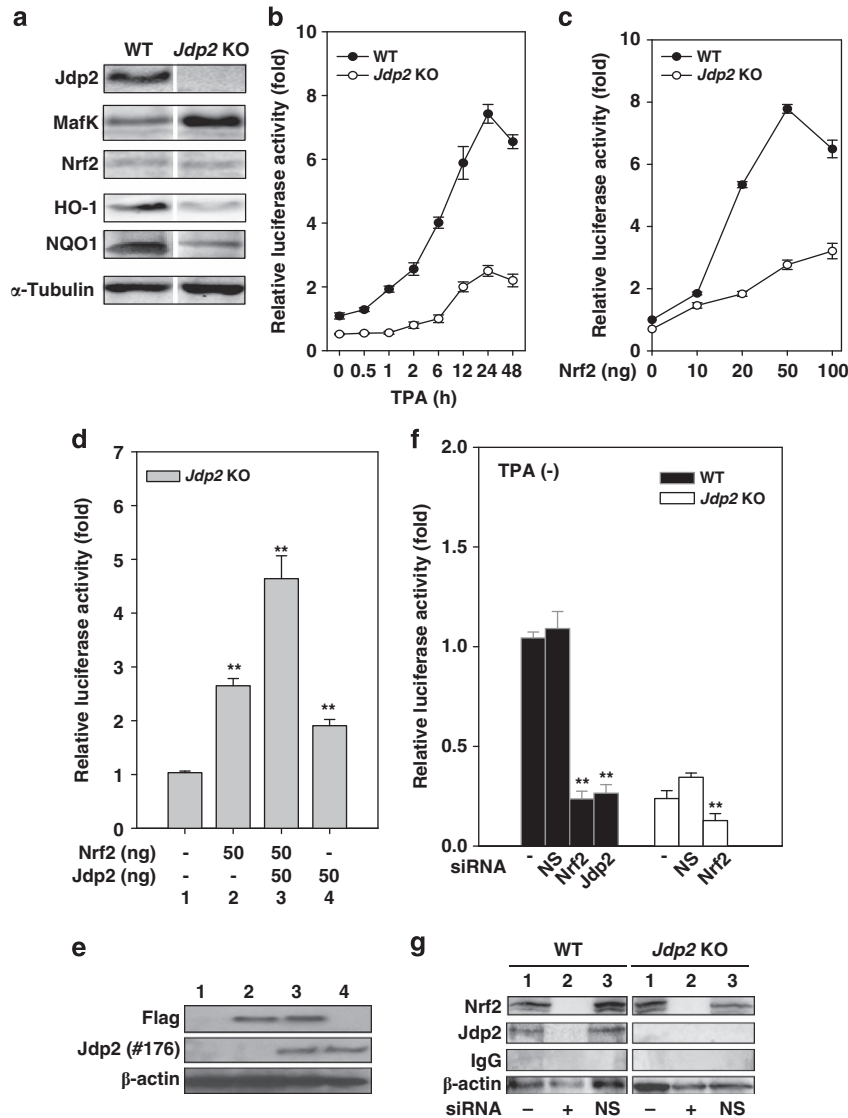 a
WT Jdp2 KO
Jdp2
MafK
Nrf2
HO-1
NQO1
α-Tubulin
b
Relative luciferase activity (fold)
10
8
6
4
2
0
WT
Jdp2 KO
0 0.5 1 2 6 12 24 48
TPA (h)
c
Relative luciferase activity (fold)
10
8
6
4
2
0
WT
Jdp2 KO
Nrf2 (ng) 0 10 20 50 100
d
Relative luciferase activity (fold)
7
6
5
4
3
2
1
0
Jdp2 KO
**
**
**
Nrf2 (ng) - 50 50 -
Jdp2 (ng) - - 50 50
1 2 3 4
f
Relative luciferase activity (fold)
2.0
1.5
1.0
0.5
0.0
TPA (-)
WT
Jdp2 KO
** **
**
siRNA - NS Nrf2 Jdp2 - NS Nrf2
e
1 2 3 4
Flag
Jdp2 (#176)
β-actin
g
WT Jdp2 KO
1 2 3 1 2 3
Nrf2
Jdp2
IgG
β-actin
siRNA – + NS – + NS